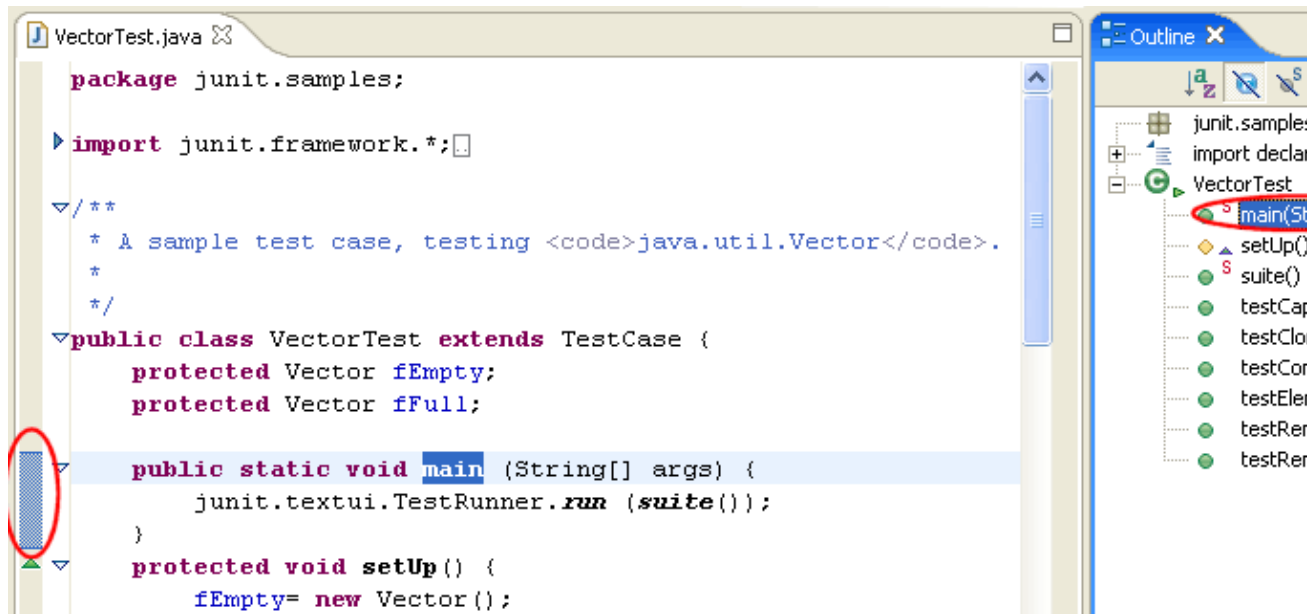 VectorTest.java
package junit.samples;
import junit.framework.*;
/**
* A sample test case, testing <code>java.util.Vector</code>.
*
*/
public class VectorTest extends TestCase {
protected Vector fEmpty;
protected Vector fFull;
public static void main (String[] args) {
junit.textui.TestRunner.run (suite());
}
protected void setUp() {
fEmpty= new Vector();
Outline
junit.samples
import declar
VectorTest
main(St
setUp()
suite()
testCap
testClo
testCon
testEle
testRem
testRem